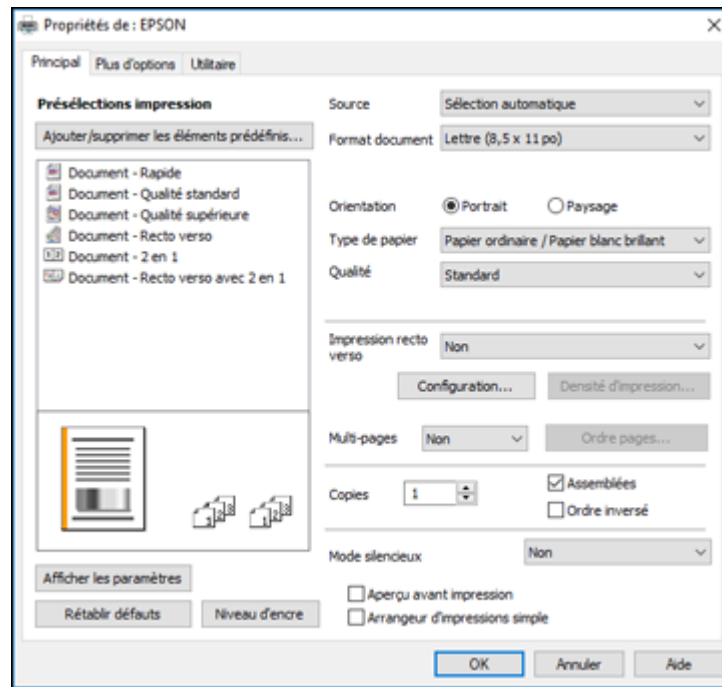 Propriétés de : EPSON
Principal Plus d'options Utilitaire
Présélections impression
Ajouter/supprimer les éléments prédéfinis...
Document - Rapide
Document - Qualité standard
Document - Qualité supérieure
Document - Recto verso
Document - 2 en 1
Document - Recto verso avec 2 en 1
Afficher les paramètres
Rétablir défauts Niveau d'encre
Source Sélection automatique
Format document Lettre (8,5 x 11 po)
Orientation Portrait Paysage
Type de papier Papier ordinaire / Papier blanc brillant
Qualité Standard
Impression recto
verso Non
Configuration... Densité d'impression...
Multi-pages Non Ordre pages...
Copies 1 Assemblées
Ordre inversé
Mode silencieux Non
Aperçu avant impression
Arrangeur d'impressions simple
OK Annuler Aide